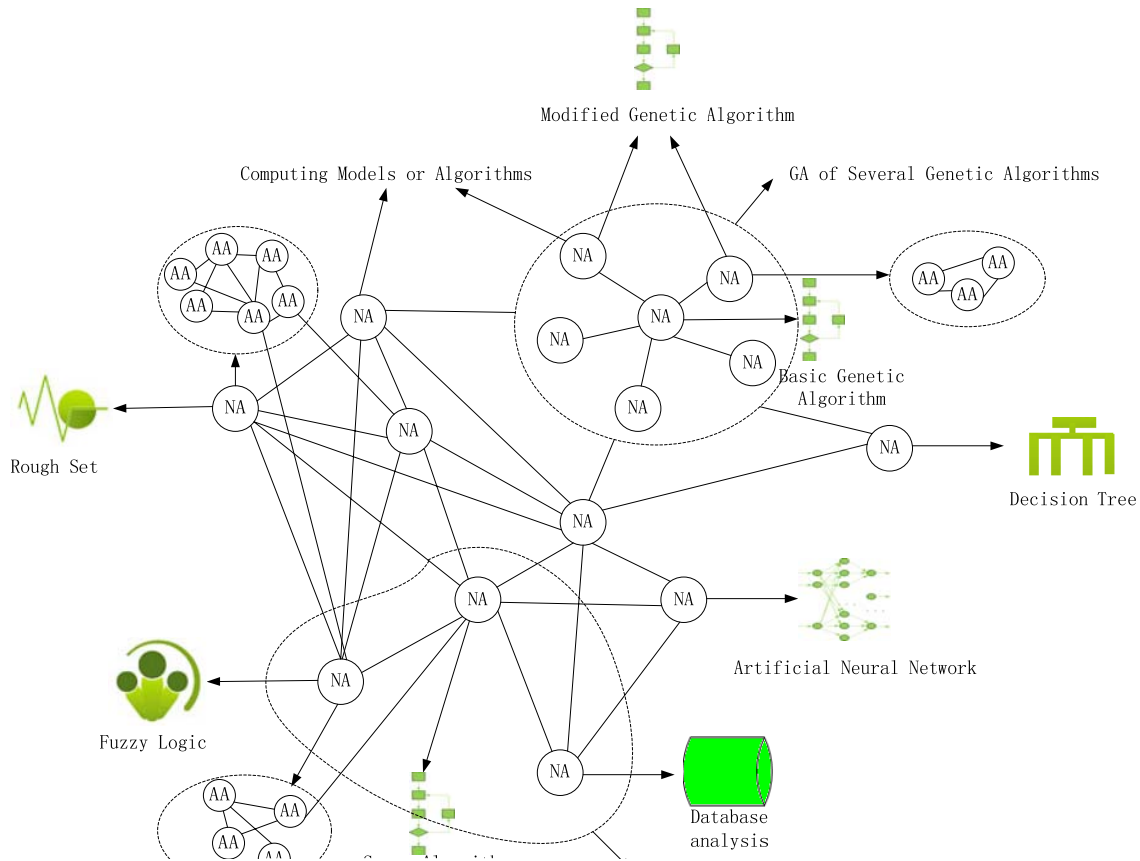 Modified Genetic Algorithm
Computing Models or Algorithms
GA of Several Genetic Algorithms
AA
AA
AA
AA
AA
AA
NA
NA
NA
NA
NA
NA
NA
AA
AA
AA
Basic Genetic
Algorithm
NA
NA
NA
NA
Rough Set
Decision Tree
NA
NA
NA
Artificial Neural Network
NA
Fuzzy Logic
NA
Database
analysis
AA
AA
AA
AA